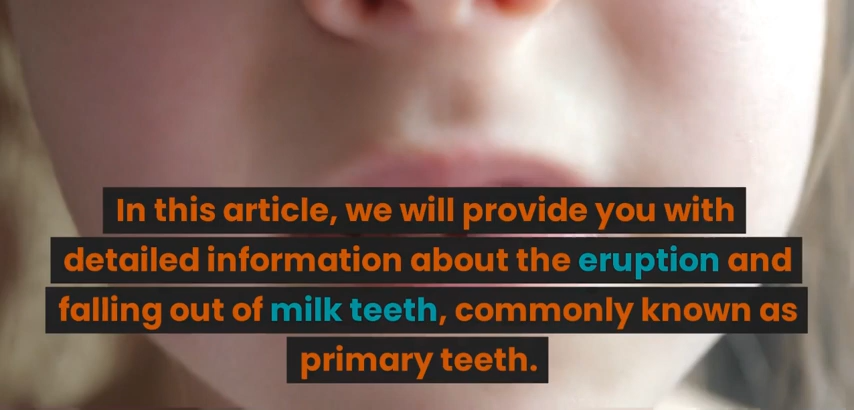 In this article, we will provide you with
detailed information about the eruption and
falling out of milk teeth, commonly known as
primary teeth.